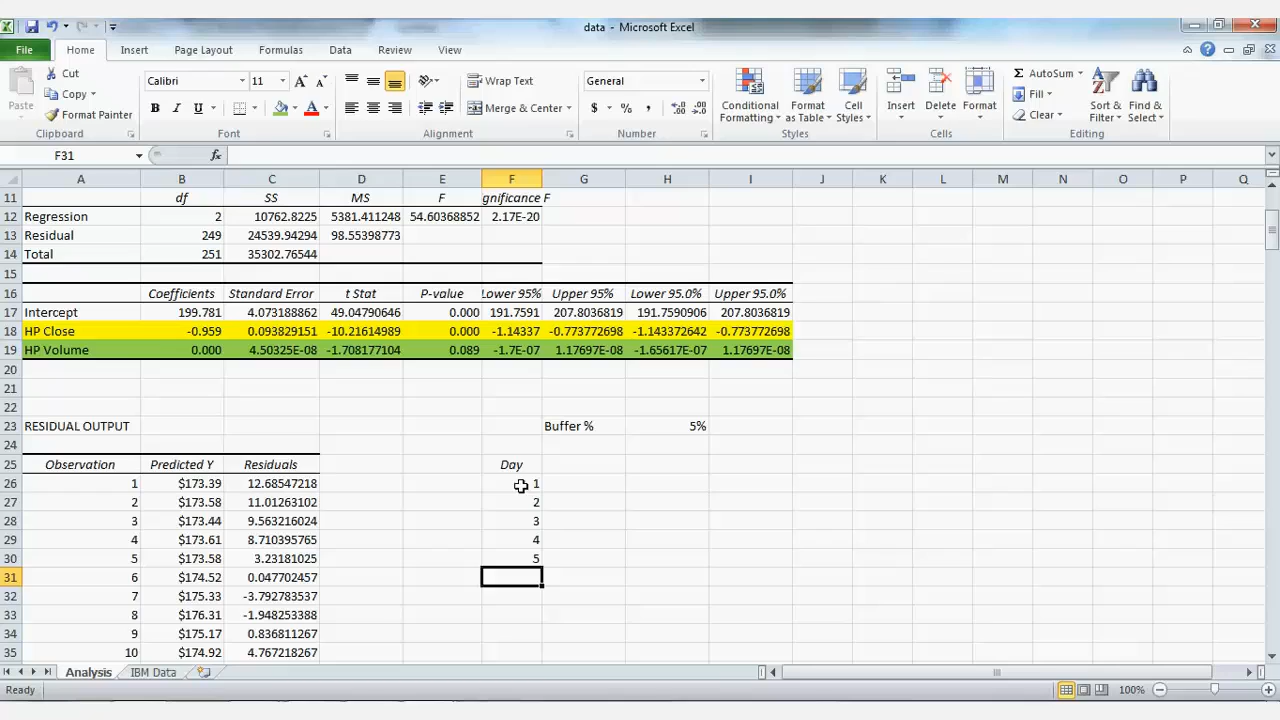 data - Microsoft Excel
File Home Insert Page Layout Formulas Data Review View
Paste Cut Copy Format Painter Clipboard
Calibri 11 A A B I U A Font
Wrap Text Merge & Center Alignment
General $ % , Number
Conditional Formatting Format as Table Cell Styles Styles
Insert Delete Format Cells
Σ AutoSum Fill Clear Sort & Filter Find & Select Editing
F31 fx
A B C D E F G H I J K L M N O P Q
11 df SS MS F gnificance F
12 Regression 2 10762.8225 5381.411248 54.60368852 2.17E-20
13 Residual 249 24539.94294 98.55398773
14 Total 251 35302.76544
15
16 Coefficients Standard Error t Stat P-value Lower 95% Upper 95% Lower 95.0% Upper 95.0%
17 Intercept 199.781 4.073188862 49.04790646 0.000 191.7591 207.8036819 191.7590906 207.8036819
18 HP Close -0.959 0.093829151 -10.21614989 0.000 -1.14337 -0.773772698 -1.143372642 -0.773772698
19 HP Volume 0.000 4.50325E-08 -1.708177104 0.089 -1.7E-07 1.17697E-08 -1.65617E-07 1.17697E-08
20
21
22
23 RESIDUAL OUTPUT Buffer % 5%
24
25 Observation Predicted Y Residuals Day
26 1 $173.39 12.68547218 1
27 2 $173.58 11.01263102 2
28 3 $173.44 9.563216024 3
29 4 $173.61 8.710395765 4
30 5 $173.58 3.23181025 5
31 6 $174.52 0.047702457
32 7 $175.33 -3.792783537
33 8 $176.31 -1.948253388
34 9 $175.17 0.836811267
35 10 $174.92 4.767218267
Analysis IBM Data
Ready 100%